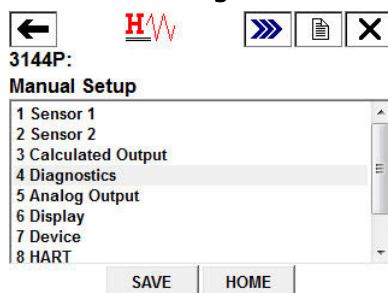 H
3144P:
Manual Setup
1 Sensor 1
2 Sensor 2
3 Calculated Output
4 Diagnostics
5 Analog Output
6 Display
7 Device
8 HART
SAVE HOME